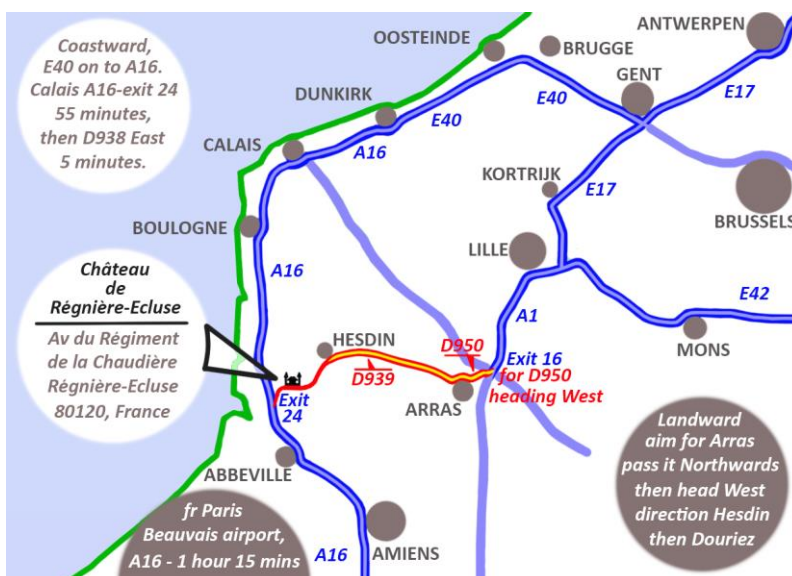 Coastward,
E40 on to A16.
Calais A16-exit 24
55 minutes,
then D938 East
5 minutes.
OOSTEINDE
BRUGGE
ANTWERPEN
GENT
DUNKIRK
E40
E40
E17
CALAIS
A16
KORTRIJK
E17
BRUSSELS
BOULOGNE
LILLE
A16
E42
Château
de
Régnière-Ecluse
Av du Régiment
de la Chaudière
Régnière-Ecluse
80120, France
A1
MONS
HESDIN
D950
Exit 16
for D950
heading West
D939
ARRAS
Exit
24
ABBEVILLE
Landward
aim for Arras
pass it Northwards
then head West
direction Hesdin
then Douriez
fr Paris
Beauvais airport,
A16 - 1 hour 15 mins
A16
AMIENS